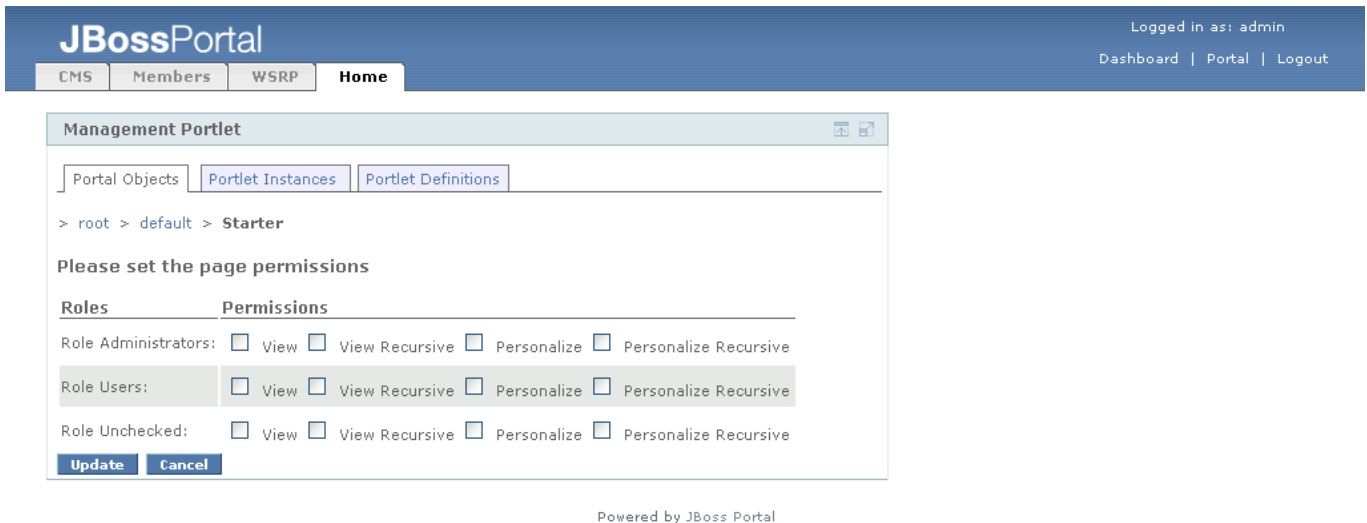 JBossPortal
Logged in as: admin
Dashboard | Portal | Logout
CMS Members WSRP Home
Management Portlet
Portal Objects Portlet Instances Portlet Definitions
> root > default > Starter
Please set the page permissions
Roles Permissions
Role Administrators: View View Recursive Personalize Personalize Recursive
Role Users: View View Recursive Personalize Personalize Recursive
Role Unchecked: View View Recursive Personalize Personalize Recursive
Update Cancel
Powered by JBoss Portal